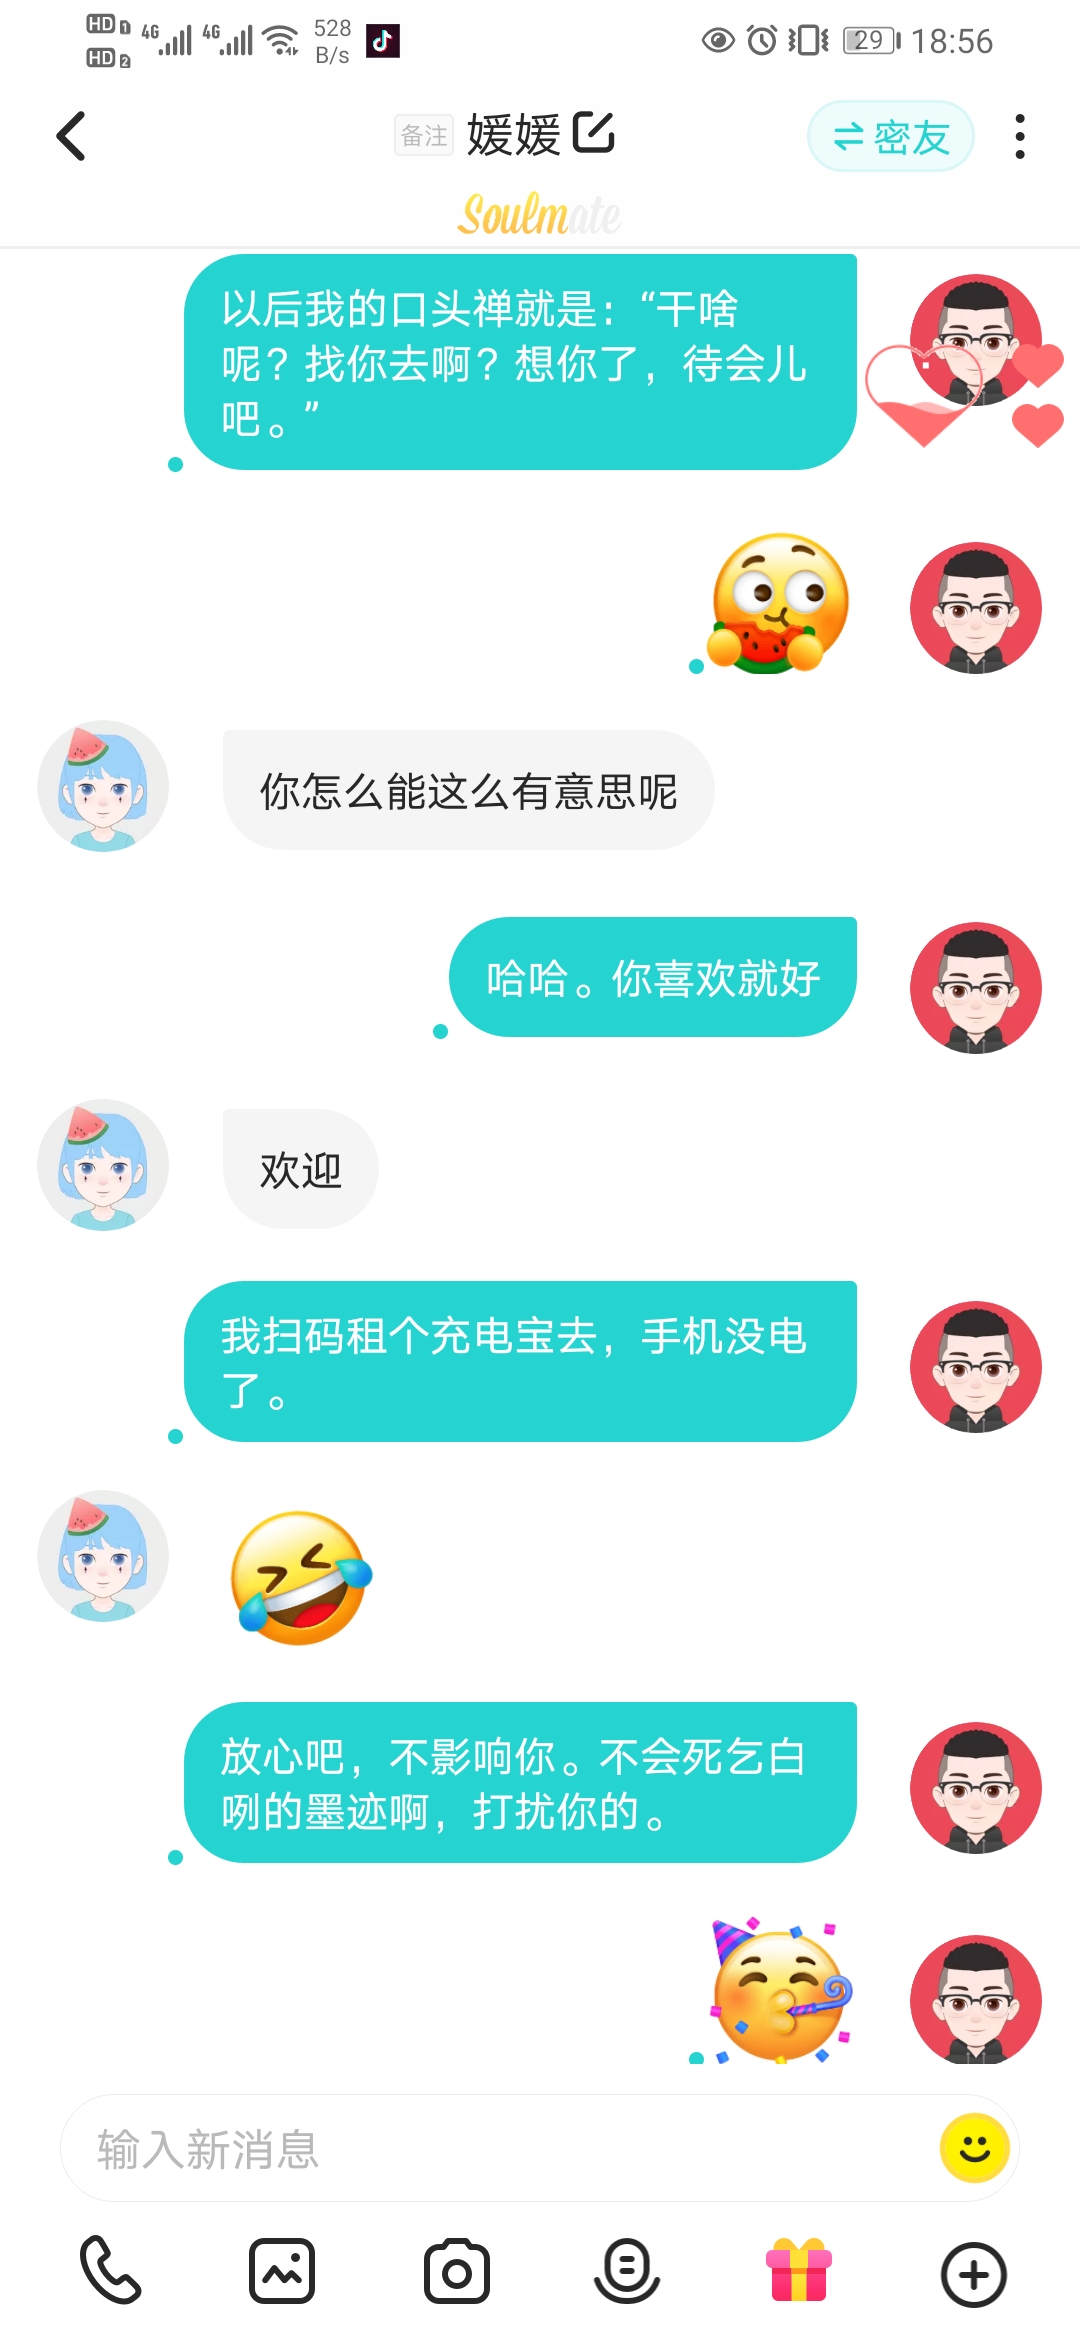 HD 1 4G 4G 528 29 18:56
HD 2 B/s
备注 媛媛 密友
Soulmate
以后我的口头禅就是：“干啥
呢？找你去啊？想你了，待会儿
吧。”
你怎么能这么有意思呢
哈哈。你喜欢就好
欢迎
我扫码租个充电宝去，手机没电
了。
放心吧，不影响你。不会死乞白
咧的墨迹啊，打扰你的。
输入新消息